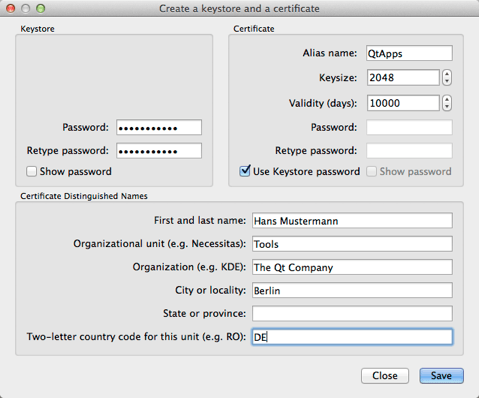 Create a keystore and a certificate
Keystore
Password: •••••••••••
Retype password: •••••••••••
Show password
Certificate
Alias name: QtApps
Keysize: 2048
Validity (days): 10000
Password:
Retype password:
Use Keystore password Show password
Certificate Distinguished Names
First and last name: Hans Mustermann
Organizational unit (e.g. Necessitas): Tools
Organization (e.g. KDE): The Qt Company
City or locality: Berlin
State or province:
Two-letter country code for this unit (e.g. RO): DE
Close Save